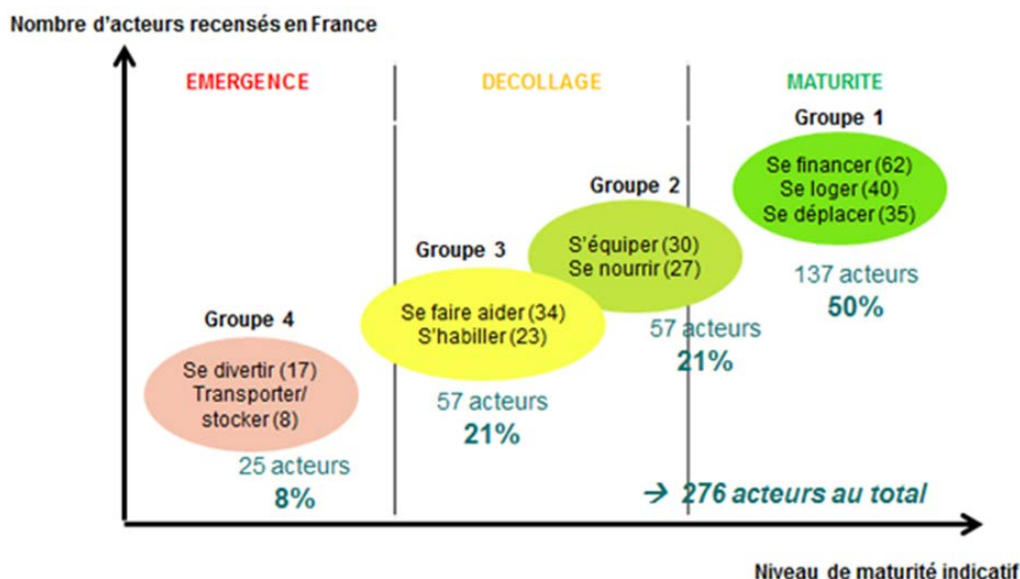 Nombre d'acteurs recensés en France
EMERGENCE
DECOLLAGE
MATURITE
Groupe 1
Se financer (62)
Se loger (40)
Se déplacer (35)
137 acteurs
50%
Groupe 2
S'équiper (30)
Se nourrir (27)
57 acteurs
21%
Groupe 3
Se faire aider (34)
S'habiller (23)
57 acteurs
21%
Groupe 4
Se divertir (17)
Transporter/
stocker (8)
25 acteurs
8%
→ 276 acteurs au total
Niveau de maturité indicatif